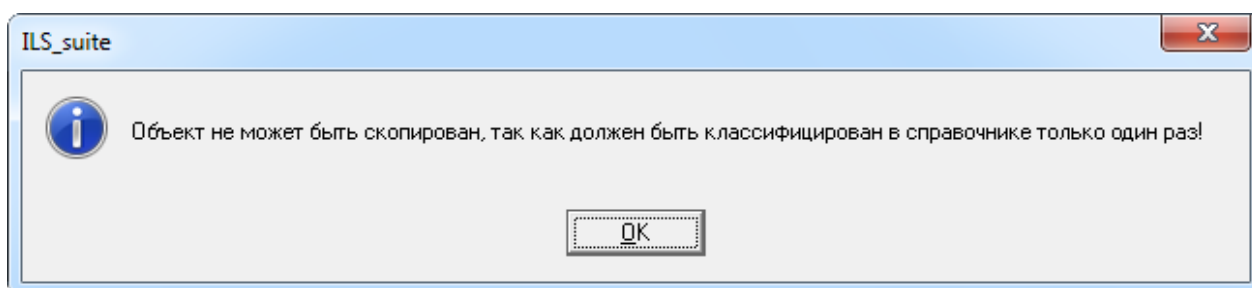 ILS_suite
Объект не может быть скопирован, так как должен быть классифицирован в справочнике только один раз!
OK